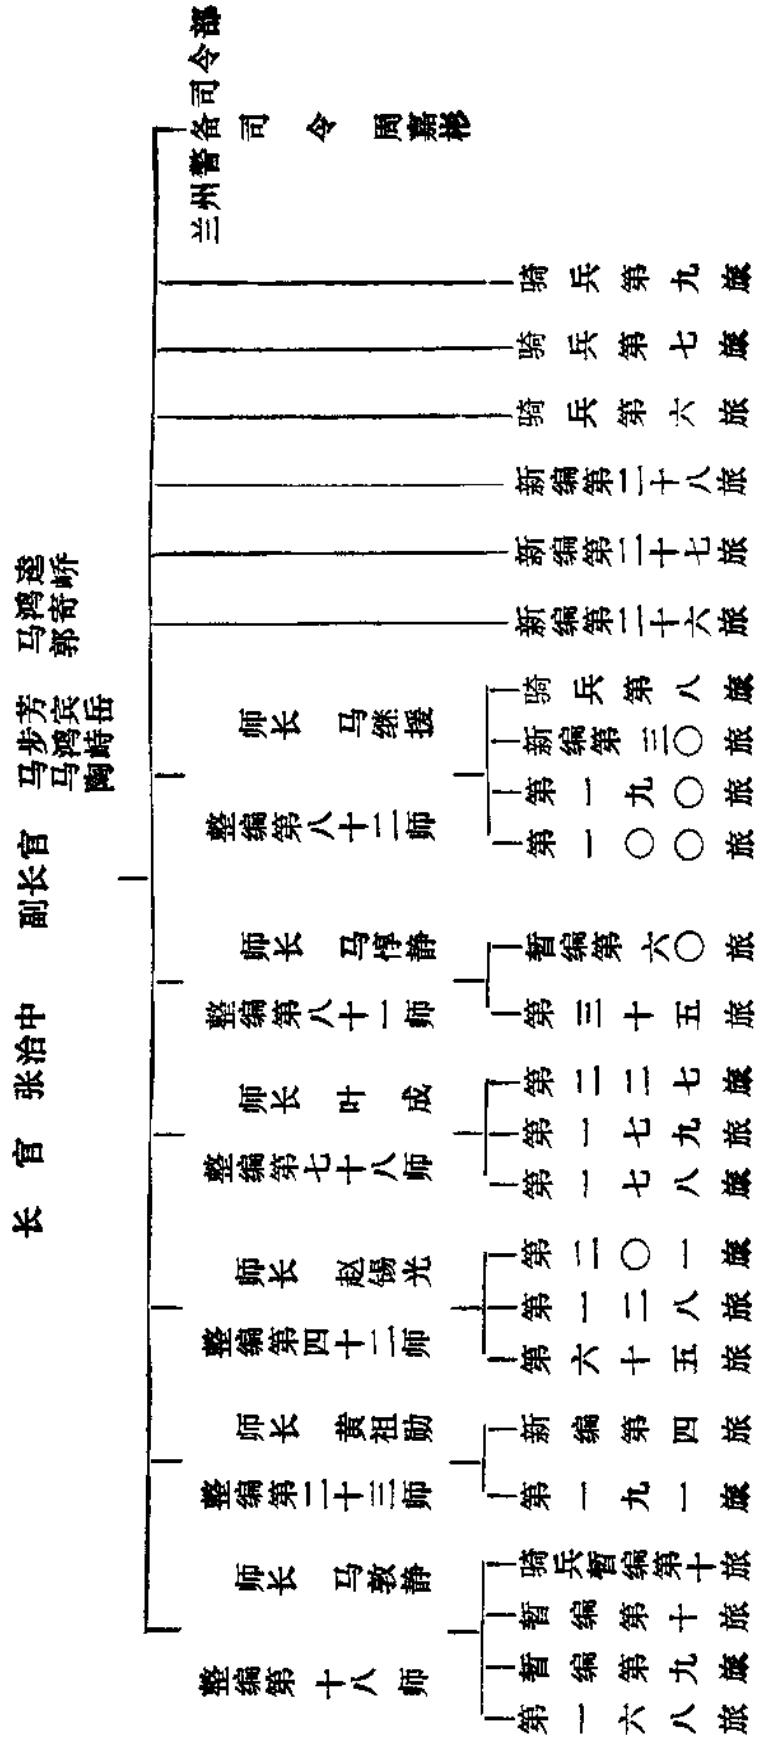 长官 张治中 副长官 马步芳 马鸿逵
马鸿宾 郭寄峤
陶峙岳
整编第十八师
师长 马敦静
第一六八旅
暂编第九旅
暂编第十旅
骑兵暂编第十旅
整编第二十三师
师长 黄祖勋
第一九一旅
新编第四旅
整编第四十二师
师长 赵锡光
第六十五旅
第一二八旅
第二〇一旅
整编第七十八师
师长 叶成
第一七八旅
第一七九旅
第二二七旅
整编第八十一师
师长 马惇静
第三十五旅
暂编第六〇旅
整编第八十二师
师长 马继援
第一〇〇旅
第一九〇旅
新编第三〇旅
骑兵第八旅
新编第二十六旅
新编第二十七旅
新编第二十八旅
骑兵第六旅
骑兵第七旅
骑兵第九旅
兰州警备司令部
司令 周嘉彬